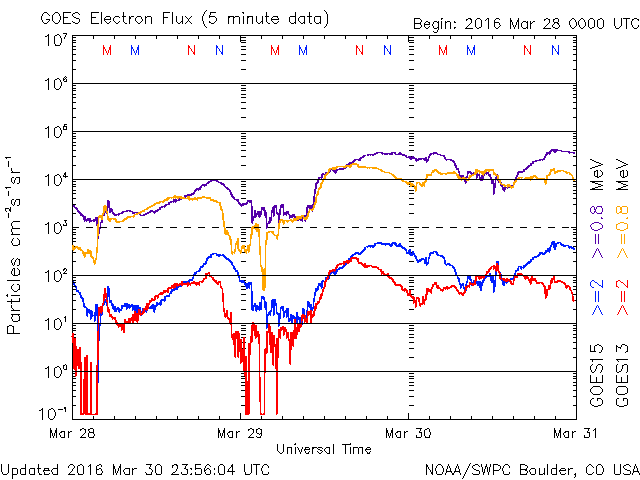 GOES Electron Flux (5 minute data)
Begin: 2016 Mar 28 0000 UTC
M M N N M M N N M M N N
10⁷
10⁶
10⁵
10⁴
10³
10²
10¹
10⁰
10⁻¹
Particles cm⁻²s⁻¹sr⁻¹
Mar 28 Mar 29 Mar 30 Mar 31
Universal Time
GOES15 >=2 >=0.8 MeV
GOES13 >=2 >=0.8 MeV
Updated 2016 Mar 30 23:56:04 UTC
NOAA/SWPC Boulder, CO USA